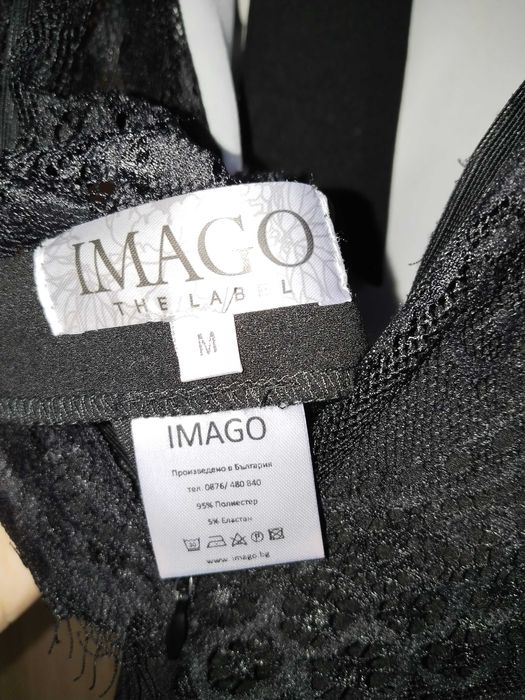 IMAGO
THE LABEL
M
IMAGO
Произведено в България
тел. 0876/ 480 840
95% Полиестер
5% Еластан
www.imago.bg